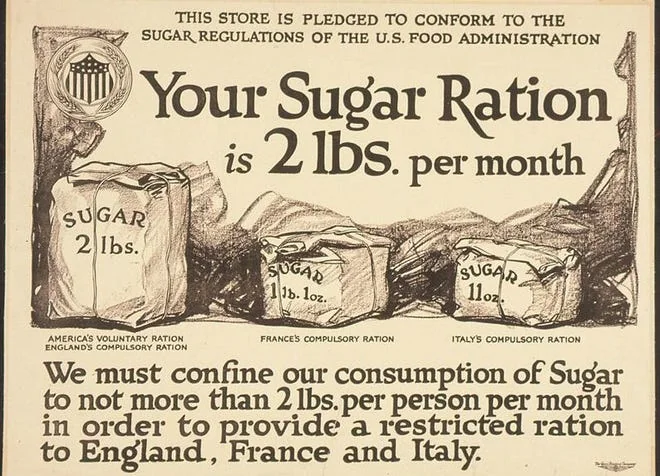 THIS STORE IS PLEDGED TO CONFORM TO THE
SUGAR REGULATIONS OF THE U.S. FOOD ADMINISTRATION
Your Sugar Ration
is 2 lbs. per month
SUGAR
2 lbs.
SUGAR
1 lb. 1oz.
SUGAR
11oz.
AMERICA'S VOLUNTARY RATION
ENGLAND'S COMPULSORY RATION
FRANCE'S COMPULSORY RATION
ITALY'S COMPULSORY RATION
We must confine our consumption of Sugar
to not more than 2 lbs. per person per month
in order to provide a restricted ration
to England, France and Italy.